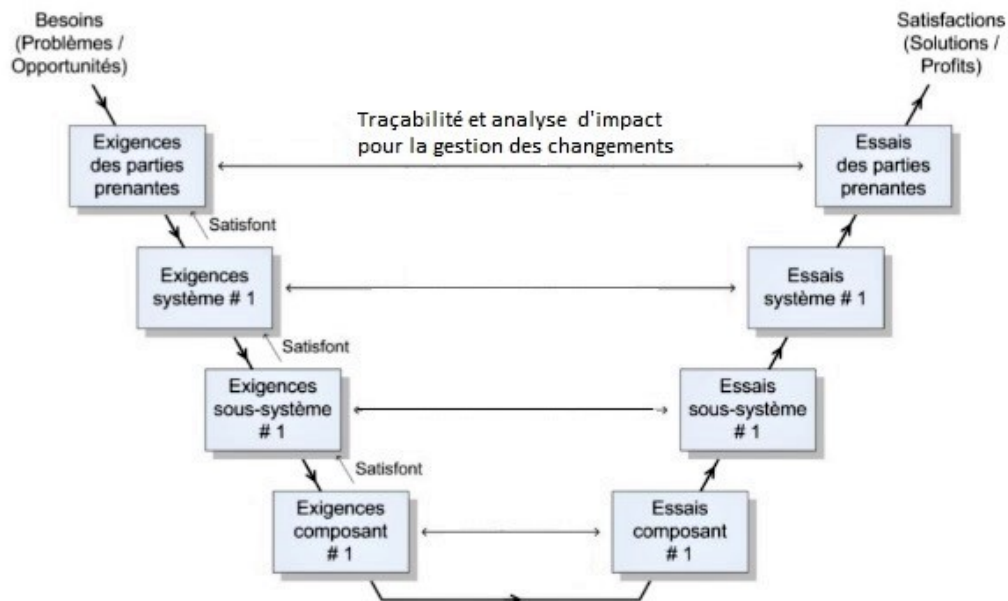 Besoins
(Problèmes /
Opportunités)
Satisfactions
(Solutions /
Profits)
Traçabilité et analyse d'impact
pour la gestion des changements
Exigences
des parties
prenantes
Essais
des parties
prenantes
Satisfont
Exigences
système # 1
Essais
système # 1
Satisfont
Exigences
sous-système
# 1
Essais
sous-système
# 1
Satisfont
Exigences
composant
# 1
Essais
composant
# 1